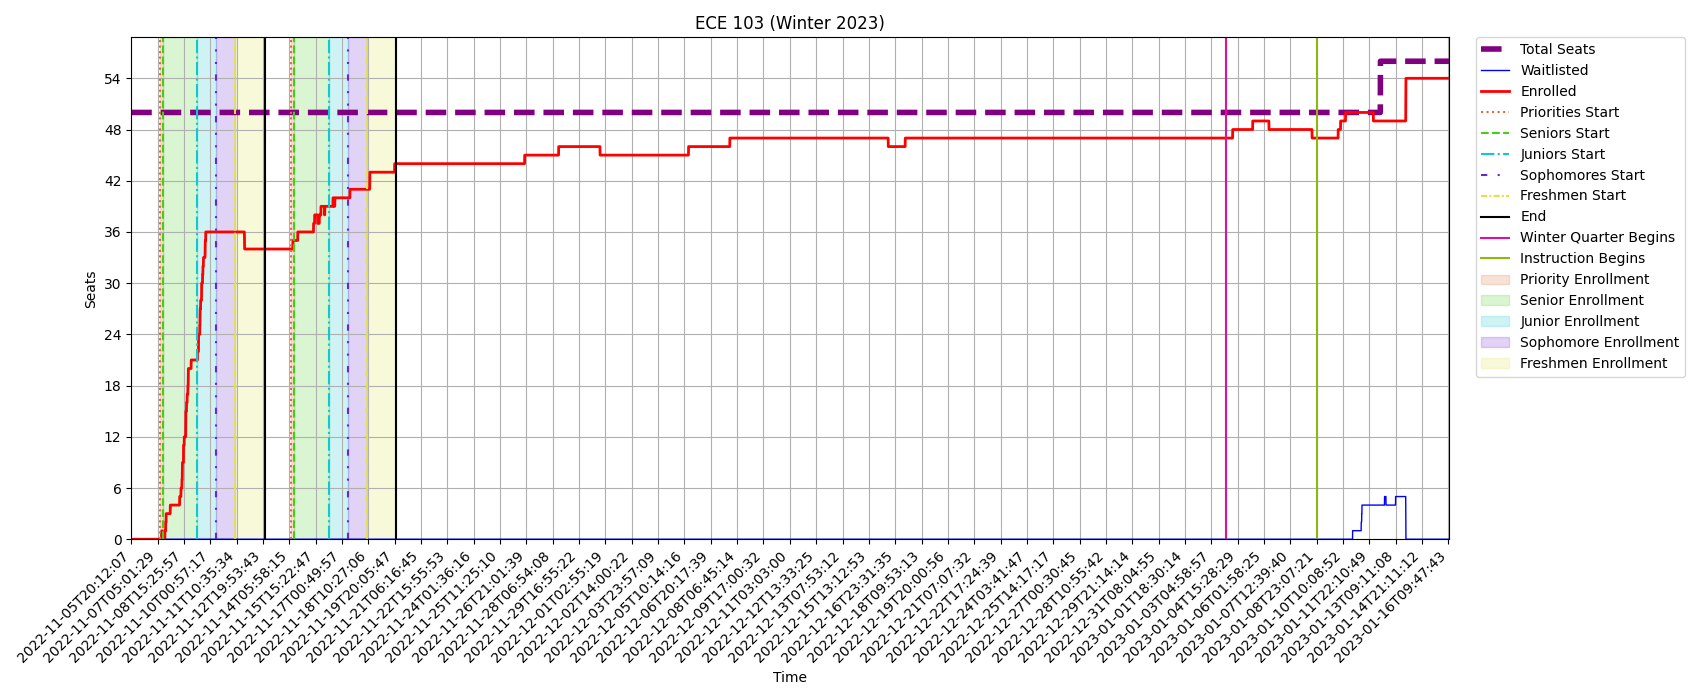 ECE 103 (Winter 2023)
Seats
54
48
42
36
30
24
18
12
6
0
2022-11-05T20:12:07
2022-11-07T05:01:29
2022-11-08T15:25:57
2022-11-10T00:57:17
2022-11-11T10:35:34
2022-11-12T19:53:43
2022-11-14T05:58:15
2022-11-15T15:22:47
2022-11-17T00:49:57
2022-11-18T10:27:06
2022-11-19T20:05:47
2022-11-21T06:16:45
2022-11-22T15:55:53
2022-11-24T01:36:16
2022-11-25T11:25:10
2022-11-26T21:01:39
2022-11-28T06:54:08
2022-11-29T16:55:22
2022-12-01T02:55:19
2022-12-02T14:00:22
2022-12-03T23:57:09
2022-12-05T10:14:16
2022-12-06T20:17:39
2022-12-08T06:45:14
2022-12-09T17:00:32
2022-12-11T03:03:00
2022-12-12T13:33:25
2022-12-13T7:53:12
2022-12-15T13:12:53
2022-12-16T23:31:35
2022-12-18T09:53:13
2022-12-19T20:00:56
2022-12-21T07:07:32
2022-12-22T17:24:39
2022-12-24T03:41:47
2022-12-25T14:17:17
2022-12-27T00:30:45
2022-12-28T10:55:42
2022-12-29T21:14:14
2022-12-31T08:04:55
2023-01-01T18:30:14
2023-01-03T04:58:57
2023-01-04T15:28:29
2023-01-06T01:58:25
2023-01-07T12:39:40
2023-01-08T23:07:21
2023-01-10T10:08:52
2023-01-11T22:10:49
2023-01-13T09:11:08
2023-01-14T21:11:12
2023-01-16T09:47:43
Time
Total Seats
Waitlisted
Enrolled
Priorities Start
Seniors Start
Juniors Start
Sophomores Start
Freshmen Start
End
Winter Quarter Begins
Instruction Begins
Priority Enrollment
Senior Enrollment
Junior Enrollment
Sophomore Enrollment
Freshmen Enrollment